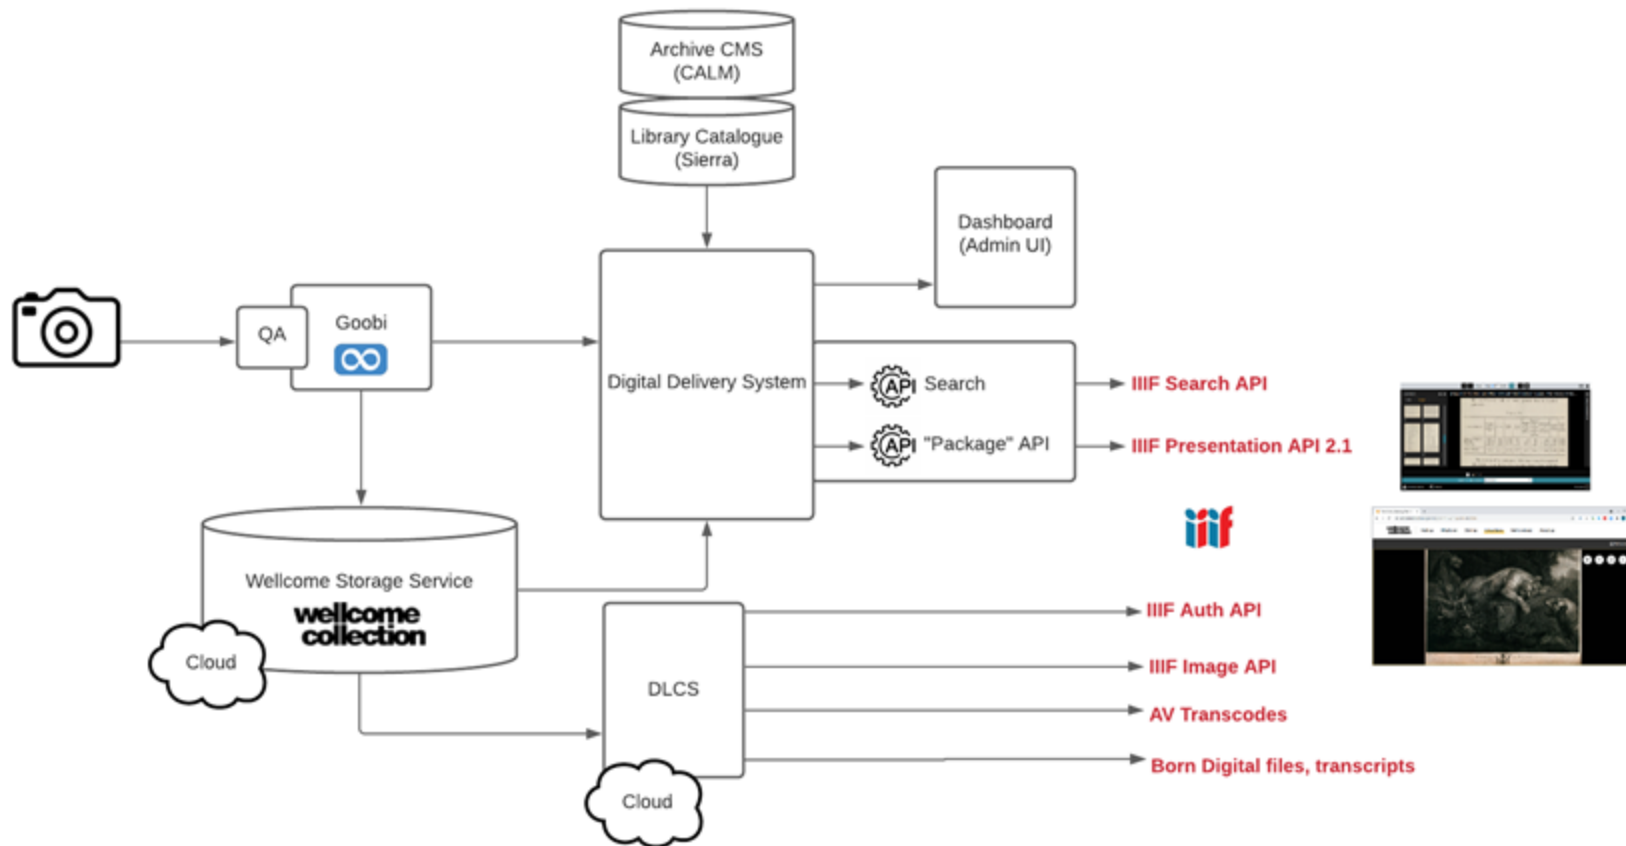 Archive CMS
(CALM)
Library Catalogue
(Sierra)
Dashboard
(Admin UI)
QA
Goobi
Digital Delivery System
API
Search
IIIF Search API
API
"Package" API
IIIF Presentation API 2.1
iiif
Wellcome Storage Service
wellcome
collection
Cloud
DLCS
Cloud
IIIF Auth API
IIIF Image API
AV Transcodes
Born Digital files, transcripts